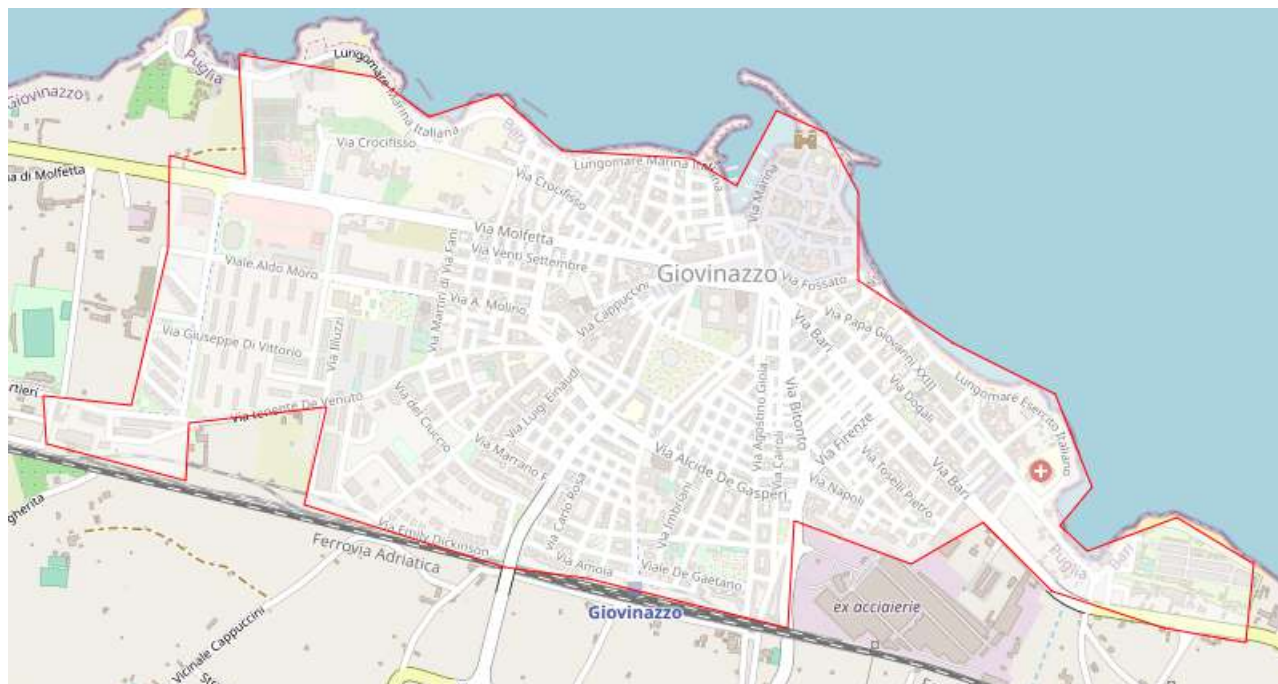 Lungomare Marina Italiana
Puglia
Giovinazzo
Bari
Via Crocifisso
Lungomare Marina
a di Molfetta
Via Crocifisso
Via Marina
Via Molfetta
Via Venti Settembre
Giovinazzo
Viale Aldo Moro
Via Fossato
Via A. Molino
Via Martiri di Via Fani
Via Cappuccini
Via Papa Giovanni XXIII
Via Bari
Via Giuseppe Di Vittorio
Via Illuzzi
Via Luigi Einaudi
Via Agostino Gioia
Via Bitonto
Via Dogali
Lungomare Esercito Italiano
rtieri
Via Tenente De Venuto
Via del Ciuccio
Via Firenze
Via Marrano
Via Alcide De Gasperi
Via Cairoli
Via Toselli Pietro
Via Bari
Via Napoli
gherita
Via Carlo Rosa
Via Imbriani
Via Emily Dickinson
Ferrovia Adriatica
Via Amoia
Viale De Gaetano
Puglia
Bari
Giovinazzo
ex acciaierie
Vicinale Cappuccini